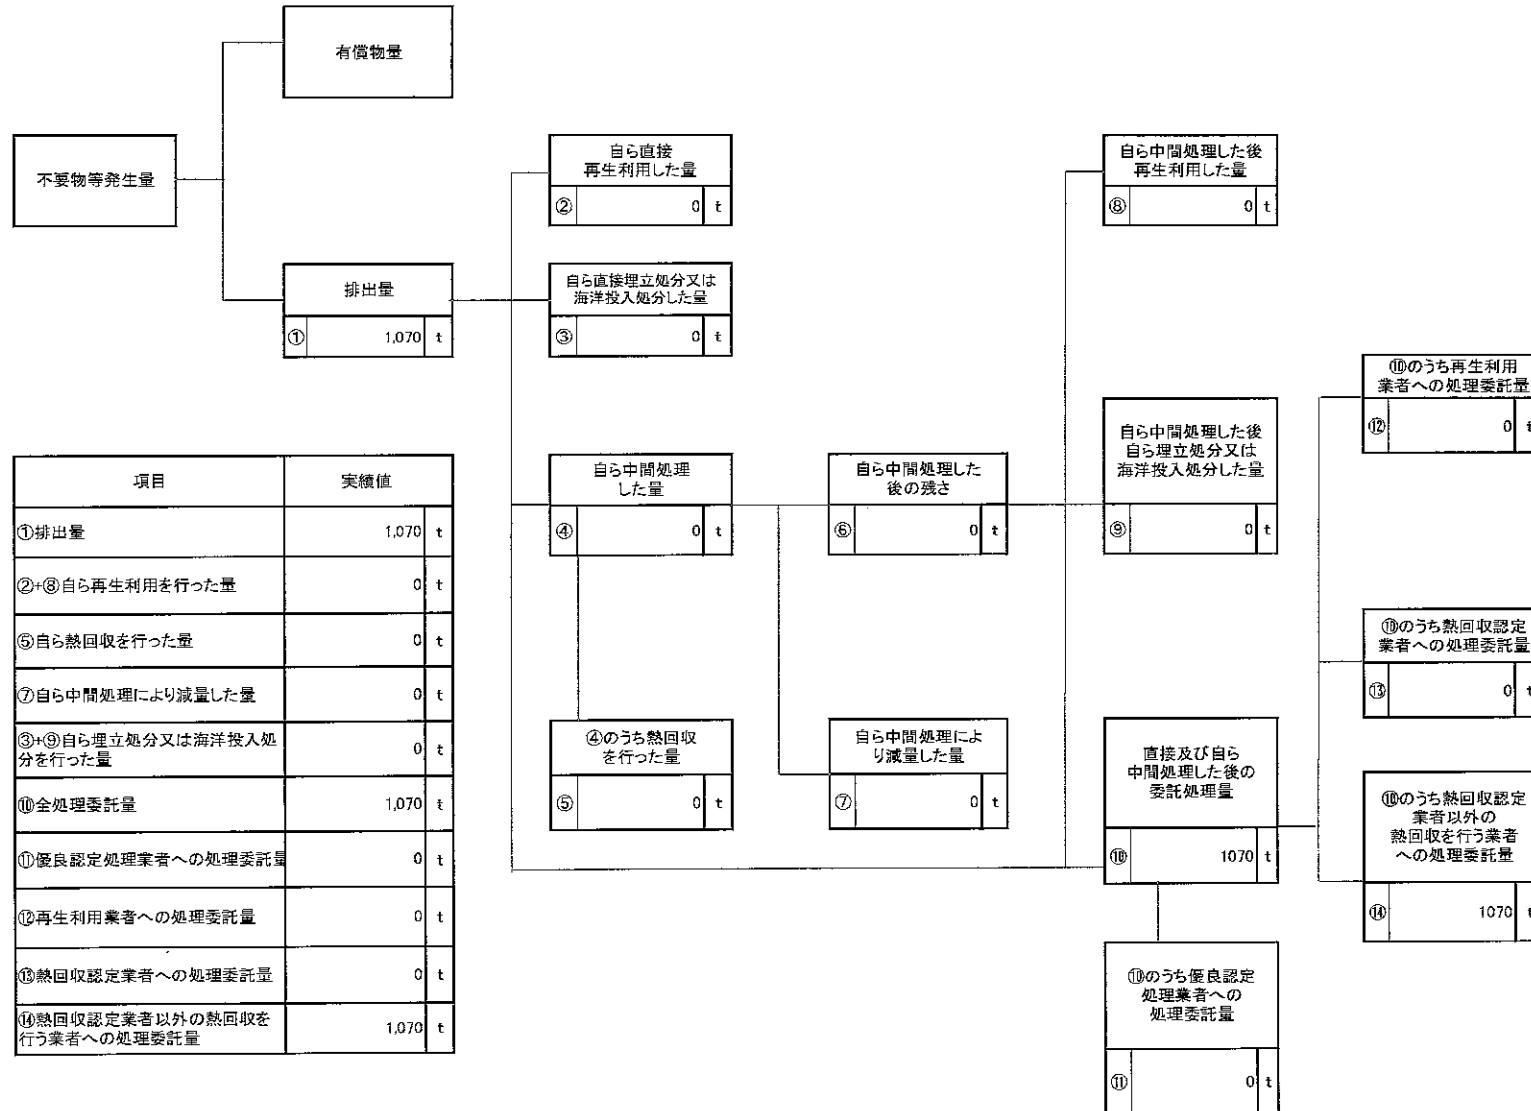 有償物量
不要物等発生量
自ら直接
再生利用した量
② 0 t
自ら中間処理した後
再生利用した量
⑧ 0 t
排出量
① 1,070 t
自ら直接埋立処分又は
海洋投入処分した量
③ 0 t
⑩のうち再生利用
業者への処理委託量
⑫ 0 t
自ら中間処理
した量
④ 0 t
自ら中間処理した
後の残さ
⑥ 0 t
自ら中間処理した後
自ら埋立処分又は
海洋投入処分した量
⑨ 0 t
⑩のうち熱回収認定
業者への処理委託量
⑬ 0 t
④のうち熱回収
を行った量
⑤ 0 t
自ら中間処理によ
り減量した量
⑦ 0 t
直接及び自ら
中間処理した後の
委託処理量
⑩ 1070 t
⑩のうち熱回収認定
業者以外の
熱回収を行う業者
への処理委託量
⑭ 1070 t
⑩のうち優良認定
処理業者への
処理委託量
⑪ 0 t
項目 実績値
①排出量 1,070 t
②+⑧自ら再生利用を行った量 0 t
⑤自ら熱回収を行った量 0 t
⑦自ら中間処理により減量した量 0 t
③+⑨自ら埋立処分又は海洋投入処
分を行った量 0 t
⑩全処理委託量 1,070 t
⑪優良認定処理業者への処理委託量 0 t
⑫再生利用業者への処理委託量 0 t
⑬熱回収認定業者への処理委託量 0 t
⑭熱回収認定業者以外の熱回収を
行う業者への処理委託量 1,070 t